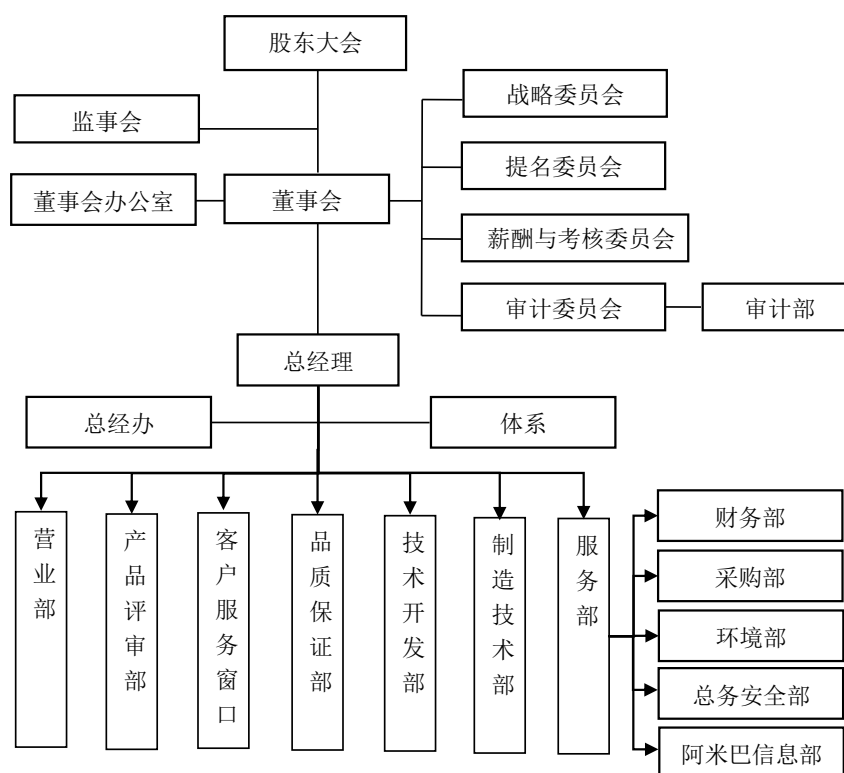 股东大会
战略委员会
监事会
提名委员会
董事会办公室
董事会
薪酬与考核委员会
审计委员会
审计部
总经理
总经办
体系
营业部
产品评审部
客户服务窗口
品质保证部
技术开发部
制造技术部
服务部
财务部
采购部
环境部
总务安全部
阿米巴信息部